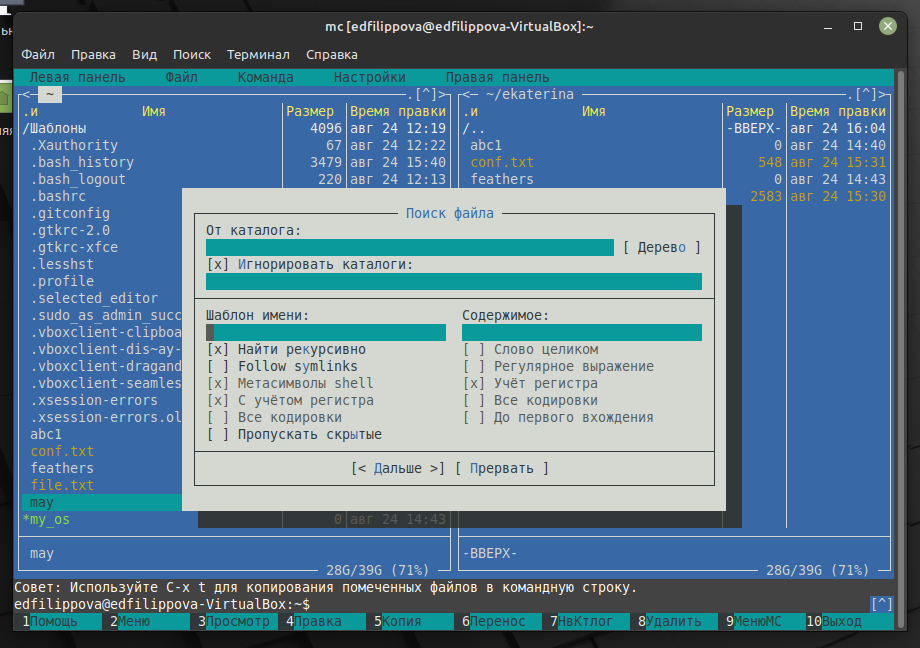 mc [edfilippova@edfilippova-VirtualBox]:~
Файл Правка Вид Поиск Терминал Справка
Левая панель Файл Команда Настройки Правая панель
<─ ~ .[^]> <─ ~/ekaterina .[^]>
.и Имя Размер Время правки .и Имя Размер Время правки
/Шаблоны 4096 авг 24 12:19 /.. -ВВЕРХ- авг 24 16:04
.Xauthority 67 авг 24 12:22 abc1 0 авг 24 14:40
.bash_history 3479 авг 24 15:40 conf.txt 548 авг 24 15:31
.bash_logout 220 авг 24 12:13 feathers 0 авг 24 14:43
.bashrc 2583 авг 24 15:30
.gitconfig
.gtkrc-2.0
.gtkrc-xfce
.lesshst
.profile
.selected_editor
.sudo_as_admin_succ
.vboxclient-clipboa
.vboxclient-dis~ay-
.vboxclient-dragand
.vboxclient-seamles
.xsession-errors
.xsession-errors.ol
abc1
conf.txt
feathers
file.txt
may
*my_os 0 авг 24 14:43
Поиск файла
От каталога:
[ Дерево ]
[x] Игнорировать каталоги:
Шаблон имени: Содержимое:
[x] Найти рекурсивно [ ] Слово целиком
[ ] Follow symlinks [ ] Регулярное выражение
[x] Метасимволы shell [x] Учёт регистра
[x] С учётом регистра [ ] Все кодировки
[ ] Все кодировки [ ] До первого вхождения
[ ] Пропускать скрытые
[< Дальше >] [ Прервать ]
may -ВВЕРХ-
28G/39G (71%) 28G/39G (71%)
Совет: Используйте C-x t для копирования помеченных файлов в командную строку.
edfilippova@edfilippova-VirtualBox:~$ [^]
1Помощь 2Меню 3Просмотр 4Правка 5Копия 6Перенос 7НвКтлог 8Удалить 9МенюMC 10Выход